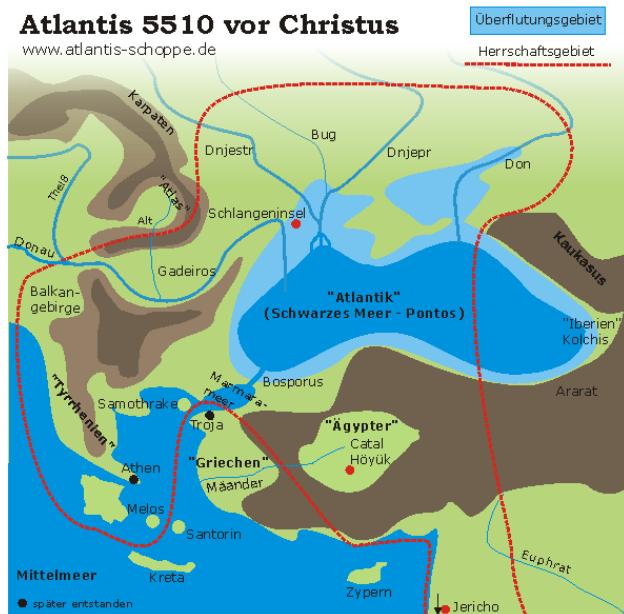 Atlantis 5510 vor Christus
www.atlantis-schoppe.de
Überflutungsgebiet
Herrschaftsgebiet
Karpaten
Bug
Dnjestr
Dnjepr
Don
Theiß
"Atlas"
Alt
Schlangeninsel
Donau
Gadeiros
Kaukasus
Balkan-
gebirge
"Atlantik"
(Schwarzes Meer - Pontos)
"Iberien"
Kolchis
"Tyrrhenien"
Marmara-
meer
Bosporus
Ararat
Samothrake
Troja
"Ägypter"
Catal
Höyük
"Griechen"
Athen
Mäander
Melos
Santorin
Euphrat
Mittelmeer
Kreta
Zypern
später entstanden
Jericho